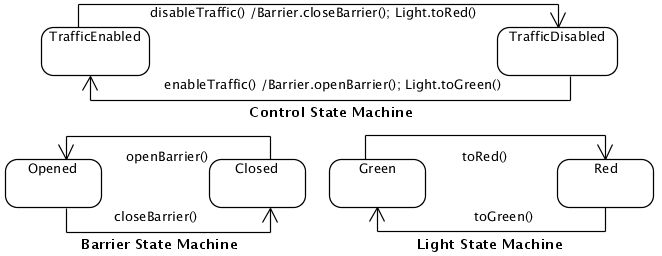 disableTraffic() /Barrier.closeBarrier(); Light.toRed()
TrafficEnabled
TrafficDisabled
enableTraffic() /Barrier.openBarrier(); Light.toGreen()
Control State Machine
openBarrier()
toRed()
Opened
Closed
Green
Red
closeBarrier()
toGreen()
Barrier State Machine
Light State Machine